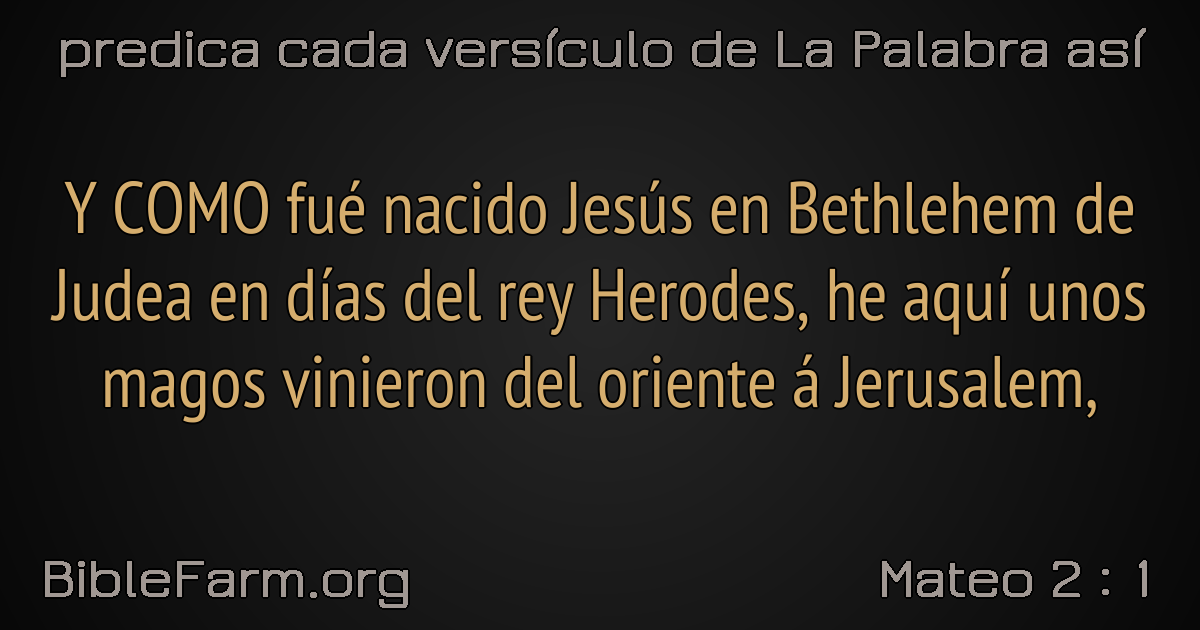 predica cada versículo de La Palabra así
Y COMO fué nacido Jesús en Bethlehem de
Judea en días del rey Herodes, he aquí unos
magos vinieron del oriente á Jerusalem,
BibleFarm.org
Mateo 2 : 1